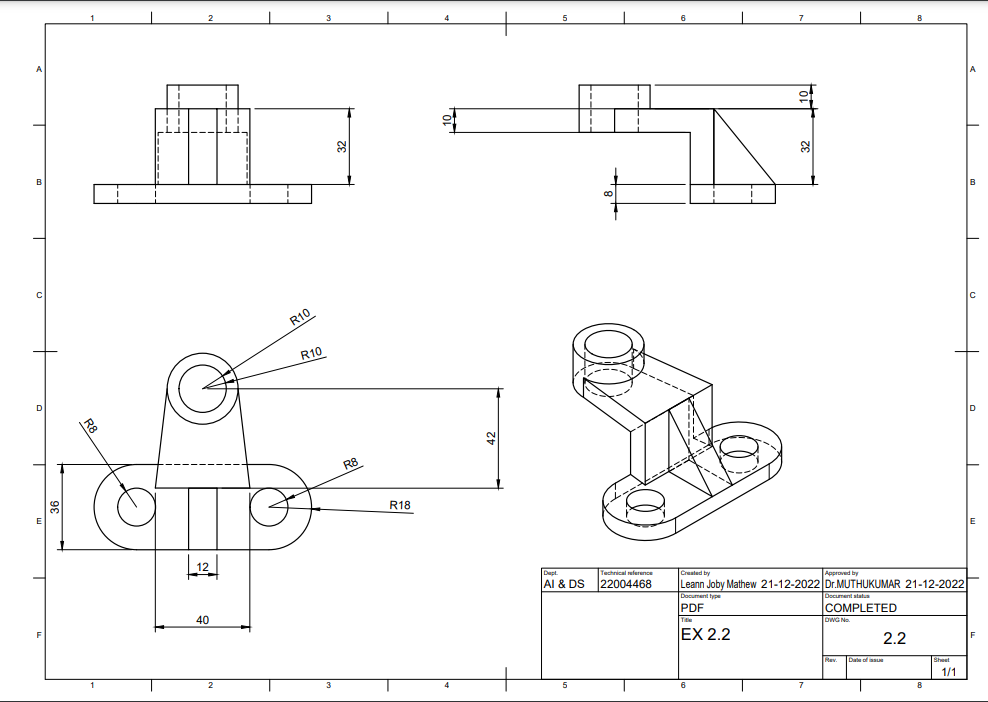 1 2 3 4 5 6 7 8
A A
10
10
32 32
B B
8
C C
R10
R10
D D
R8
42
R8
36
R18
E E
12
40
Dept. Technical reference Created by Approved by
AI & DS 22004468 Leann Joby Mathew 21-12-2022 Dr.MUTHUKUMAR 21-12-2022
Document type Document status
PDF COMPLETED
Title DWG No.
EX 2.2 2.2
F F
Rev. Date of issue Sheet
1/1
1 2 3 4 5 6 7 8